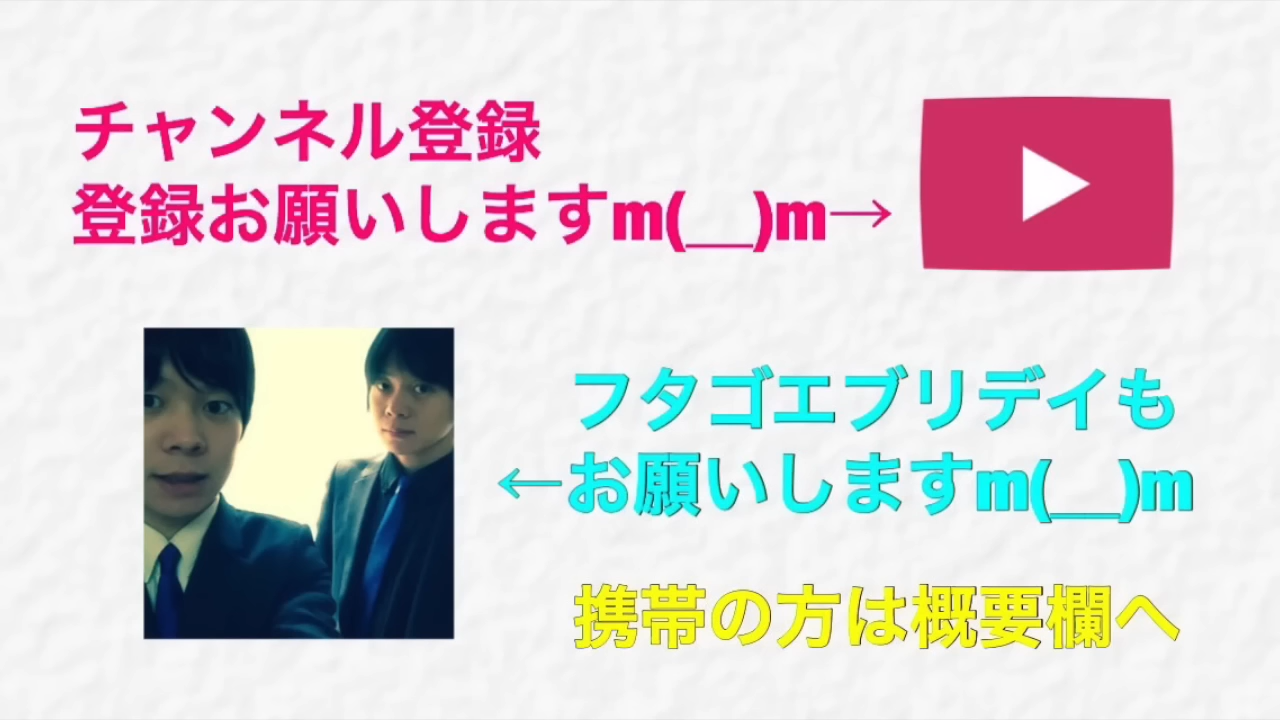 チャンネル登録
登録お願いしますm(__)m→
フタゴエブリデイも
←お願いしますm(__)m
携帯の方は概要欄へ